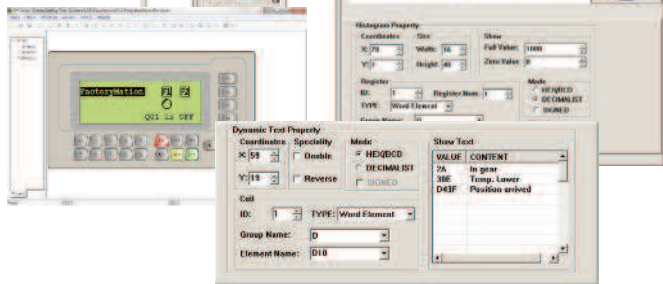 FactoryMation F1 F2
Q01 is OFF
Histogram Property
Coordinates Size Show
X: 70 Width: 16 Full Value: 1000
Y: Height: 40 Zero Value 0
Register Mode
ID: 1 Register Num 1 HEX/BCD
TYPE: Word Element DECIMALIST
SIGNED
Dynamic Text Property
Coordinates Speciality Mode Show Text
X: 59 Double HEX/BCD VALUE CONTENT
DECIMALIST 2A In gear
Y: 19 Reverse SIGNED 30E Temp. Lower
D43F Position arrived
Cell
ID: 1 TYPE: Word Element
Group Name: D
Element Name: D10